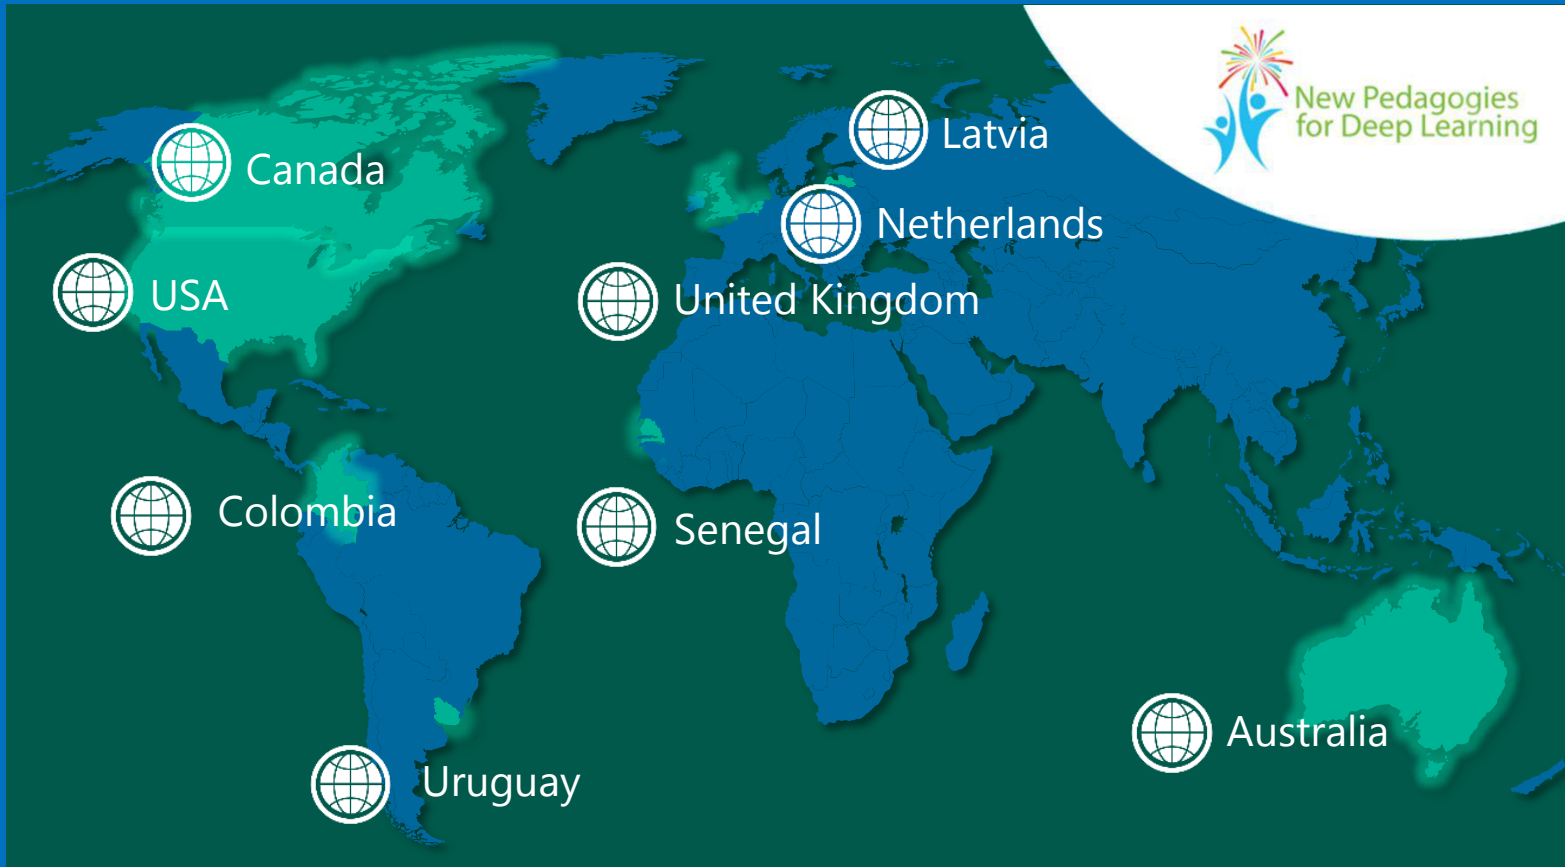 New Pedagogies
for Deep Learning
Latvia
Canada
Netherlands
USA
United Kingdom
Colombia
Senegal
Australia
Uruguay